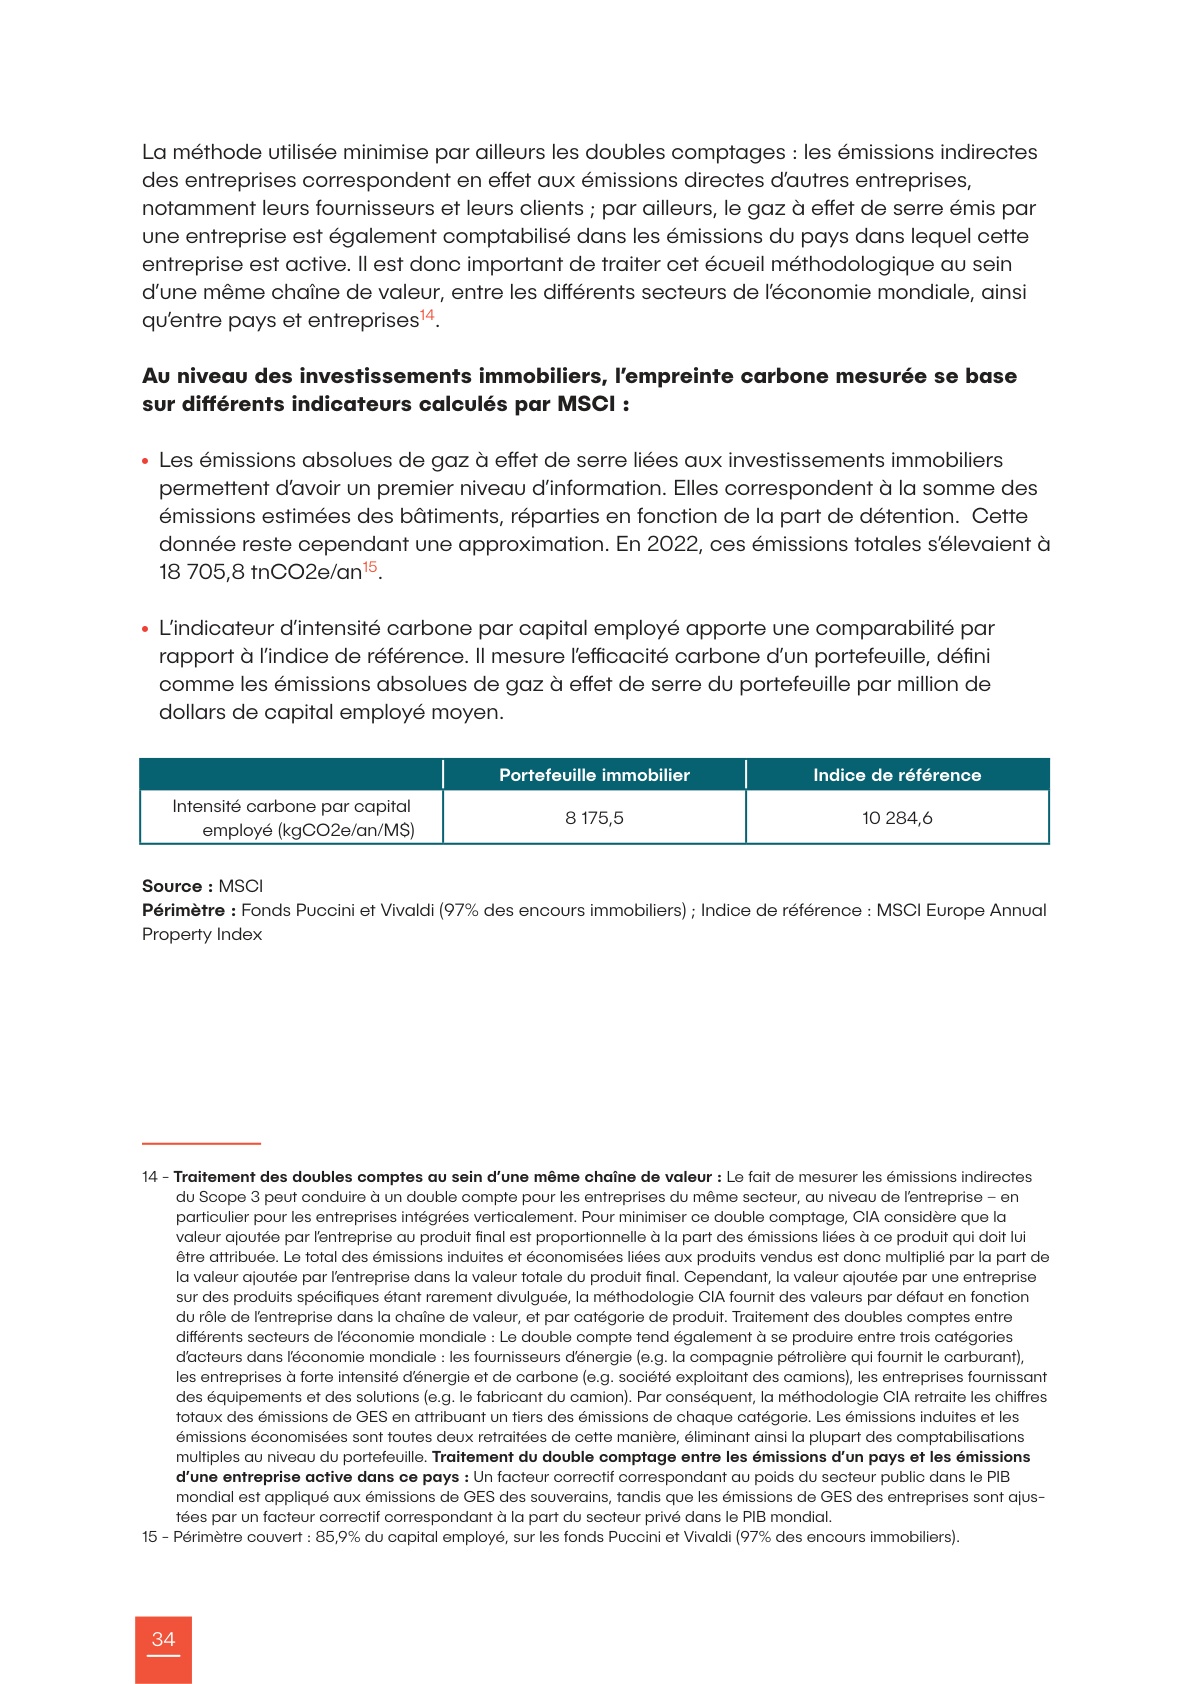 La méthode utilisée minimise par ailleurs les doubles comptages : les émissions indirectes
des entreprises correspondent en effet aux émissions directes d’autres entreprises,
notamment leurs fournisseurs et leurs clients ; par ailleurs, le gaz à effet de serre émis par
une entreprise est également comptabilisé dans les émissions du pays dans lequel cette
entreprise est active. Il est donc important de traiter cet écueil méthodologique au sein
d’une même chaîne de valeur, entre les différents secteurs de l’économie mondiale, ainsi
qu’entre pays et entreprises14.
Au niveau des investissements immobiliers, l’empreinte carbone mesurée se base
sur différents indicateurs calculés par MSCI :
• Les émissions absolues de gaz à effet de serre liées aux investissements immobiliers
permettent d’avoir un premier niveau d’information. Elles correspondent à la somme des
émissions estimées des bâtiments, réparties en fonction de la part de détention. Cette
donnée reste cependant une approximation. En 2022, ces émissions totales s’élevaient à
18 705,8 tnCO2e/an15.
• L’indicateur d’intensité carbone par capital employé apporte une comparabilité par
rapport à l’indice de référence. Il mesure l’efficacité carbone d’un portefeuille, défini
comme les émissions absolues de gaz à effet de serre du portefeuille par million de
dollars de capital employé moyen.
Portefeuille immobilier Indice de référence
Intensité carbone par capital
employé (kgCO2e/an/M$) 8 175,5 10 284,6
Source : MSCI
Périmètre : Fonds Puccini et Vivaldi (97% des encours immobiliers) ; Indice de référence : MSCI Europe Annual
Property Index
14 - Traitement des doubles comptes au sein d’une même chaîne de valeur : Le fait de mesurer les émissions indirectes
du Scope 3 peut conduire à un double compte pour les entreprises du même secteur, au niveau de l’entreprise – en
particulier pour les entreprises intégrées verticalement. Pour minimiser ce double comptage, CIA considère que la
valeur ajoutée par l’entreprise au produit final est proportionnelle à la part des émissions liées à ce produit qui doit lui
être attribuée. Le total des émissions induites et économisées liées aux produits vendus est donc multiplié par la part de
la valeur ajoutée par l’entreprise dans la valeur totale du produit final. Cependant, la valeur ajoutée par une entreprise
sur des produits spécifiques étant rarement divulguée, la méthodologie CIA fournit des valeurs par défaut en fonction
du rôle de l’entreprise dans la chaîne de valeur, et par catégorie de produit. Traitement des doubles comptes entre
différents secteurs de l’économie mondiale : Le double compte tend également à se produire entre trois catégories
d’acteurs dans l’économie mondiale : les fournisseurs d’énergie (e.g. la compagnie pétrolière qui fournit le carburant),
les entreprises à forte intensité d’énergie et de carbone (e.g. société exploitant des camions), les entreprises fournissant
des équipements et des solutions (e.g. le fabricant du camion). Par conséquent, la méthodologie CIA retraite les chiffres
totaux des émissions de GES en attribuant un tiers des émissions de chaque catégorie. Les émissions induites et les
émissions économisées sont toutes deux retraitées de cette manière, éliminant ainsi la plupart des comptabilisations
multiples au niveau du portefeuille. Traitement du double comptage entre les émissions d’un pays et les émissions
d’une entreprise active dans ce pays : Un facteur correctif correspondant au poids du secteur public dans le PIB
mondial est appliqué aux émissions de GES des souverains, tandis que les émissions de GES des entreprises sont ajus-
tées par un facteur correctif correspondant à la part du secteur privé dans le PIB mondial.
15 - Périmètre couvert : 85,9% du capital employé, sur les fonds Puccini et Vivaldi (97% des encours immobiliers).
34